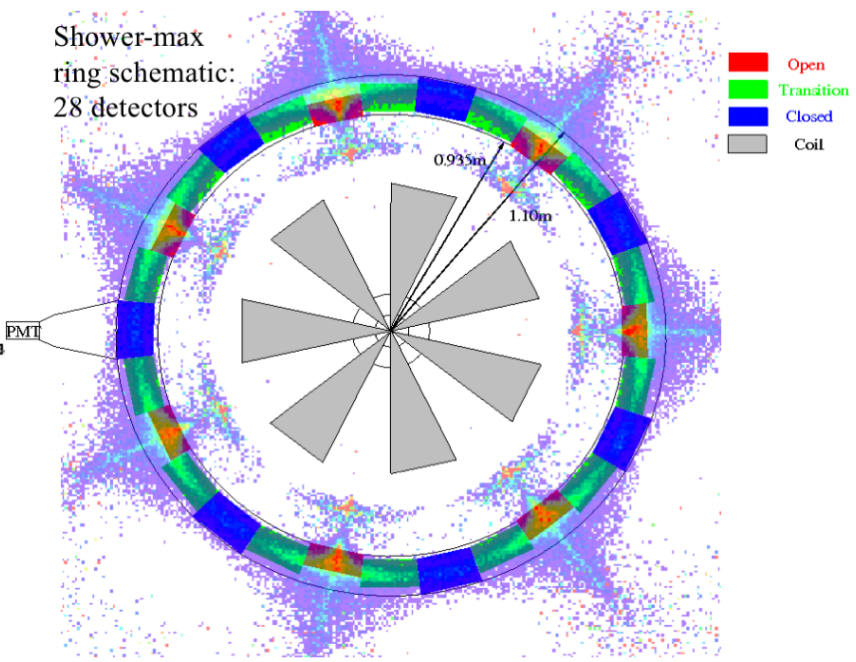 Shower-max
ring schematic:
28 detectors
Open
Transition
Closed
Coil
0.935m
1.10m
PMT